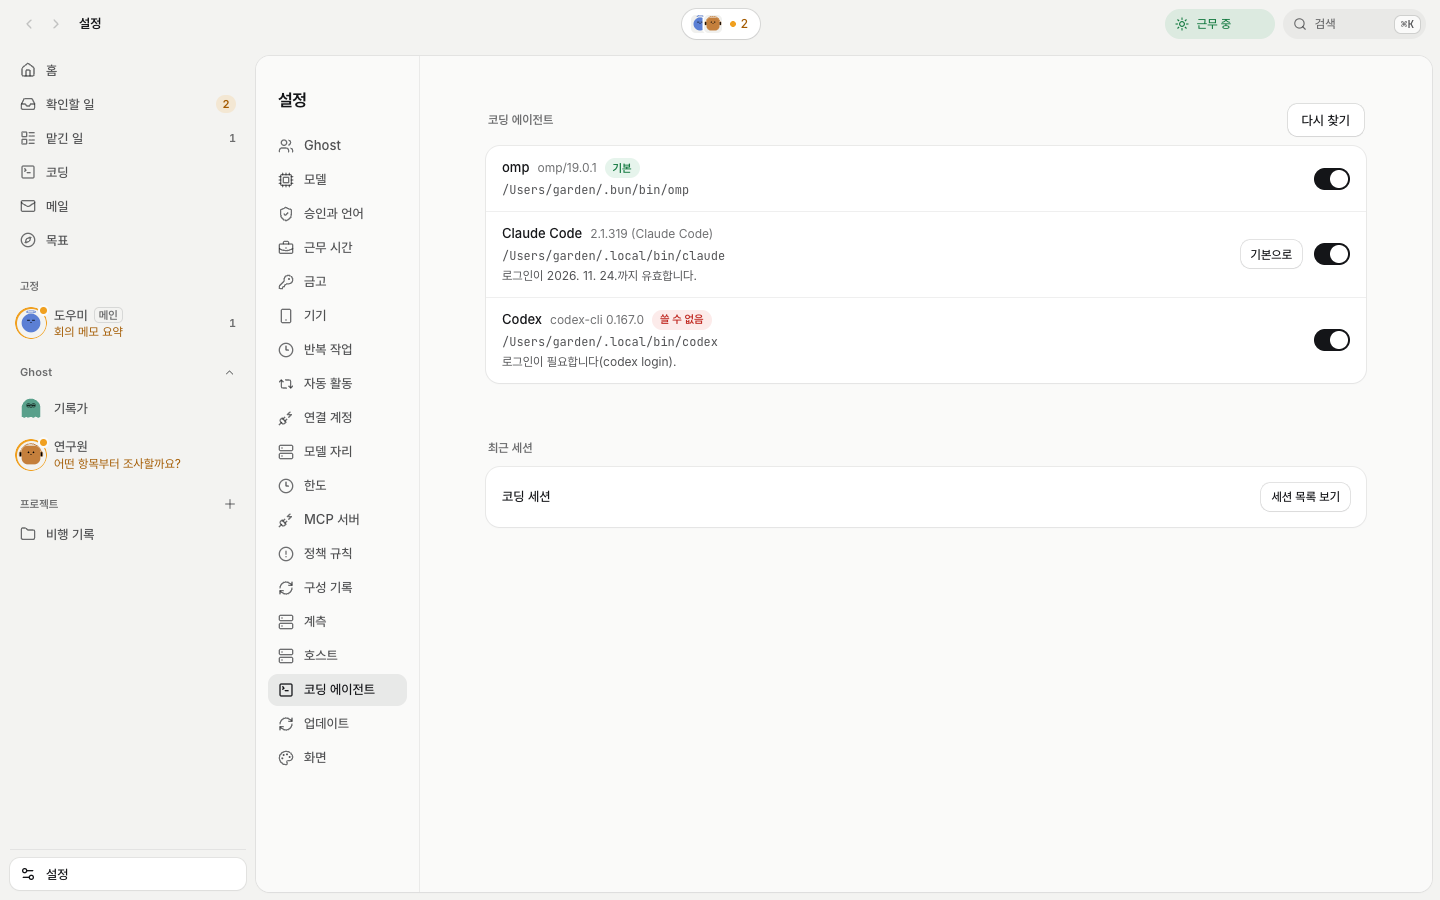 설정
2
근무 중
검색
⌘K
홈
확인할 일
2
맡긴 일
1
코딩
메일
목표
고정
도우미 메인
회의 메모 요약
1
Ghost
기록가
연구원
어떤 항목부터 조사할까요?
프로젝트
비행 기록
설정
설정
Ghost
모델
승인과 언어
근무 시간
금고
기기
반복 작업
자동 활동
연결 계정
모델 자리
한도
MCP 서버
정책 규칙
구성 기록
계측
호스트
코딩 에이전트
업데이트
화면
코딩 에이전트
다시 찾기
omp omp/19.0.1 기본
/Users/garden/.bun/bin/omp
Claude Code 2.1.319 (Claude Code)
/Users/garden/.local/bin/claude
로그인이 2026. 11. 24.까지 유효합니다.
기본으로
Codex codex-cli 0.167.0 쓸 수 없음
/Users/garden/.local/bin/codex
로그인이 필요합니다(codex login).
최근 세션
코딩 세션
세션 목록 보기